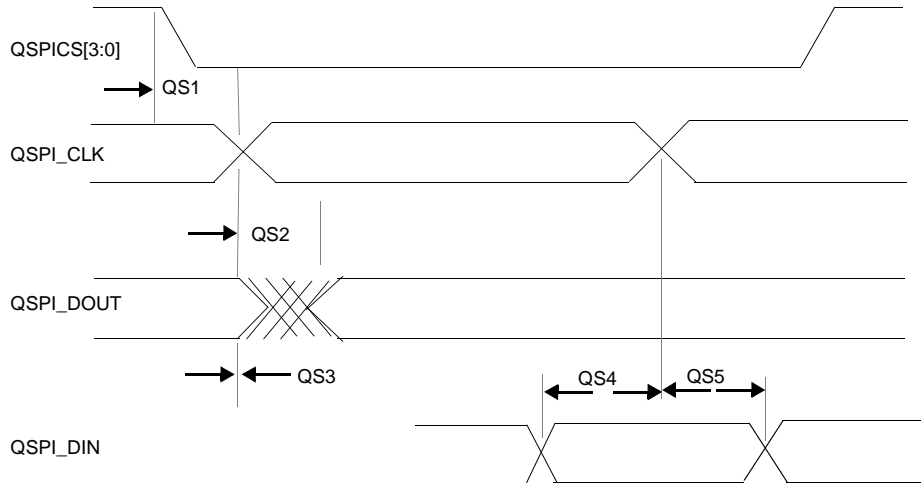 QSPICS[3:0]
QS1
QSPI_CLK
QS2
QSPI_DOUT
QS3
QS4
QS5
QSPI_DIN